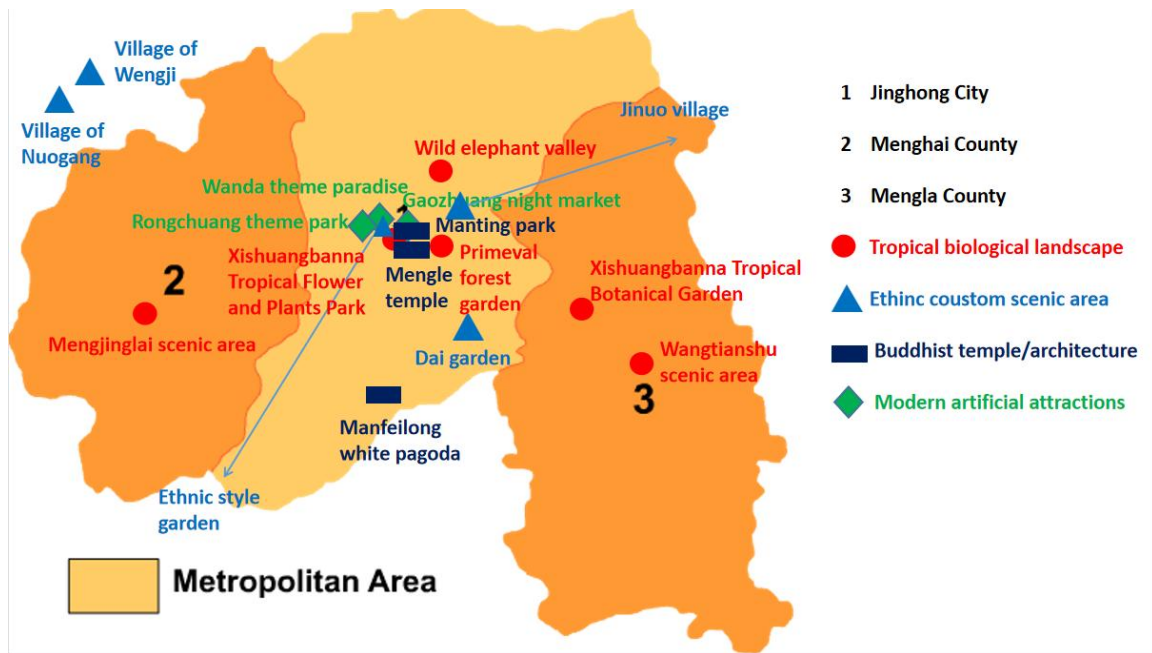 Village of
Wengji
Village of
Nuogang
Jinuo village
Wild elephant valley
Wanda theme paradise
Gaozhuang night market
Rongchuang theme park
1
Manting park
Xishuangbanna
Tropical Flower
and Plants Park
Mengle
temple
Primeval
forest
garden
Xishuangbanna Tropical
Botanical Garden
2
Mengjinglai scenic area
Dai garden
Wangtianshu
scenic area
3
Manfeilong
white pagoda
Ethnic style
garden
Metropolitan Area
1 Jinghong City
2 Menghai County
3 Mengla County
Tropical biological landscape
Ethinc coustom scenic area
Buddhist temple/architecture
Modern artificial attractions